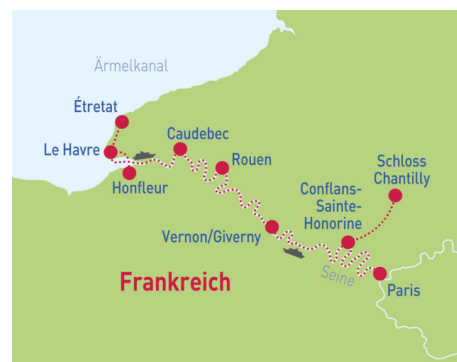 Ärmelkanal
Étretat
Le Havre
Caudebec
Rouen
Honfleur
Schloss
Chantilly
Conflans-
Sainte-
Honorine
Vernon/Giverny
Seine
Paris
Frankreich